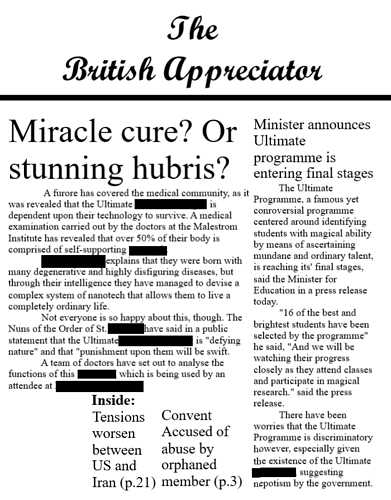 The
British Appreciator
Miracle cure? Or
stunning hubris?
A furore has covered the medical community, as it
was revealed that the Ultimate is
dependent upon their technology to survive. A medical
examination carried out by the doctors at the Malestrom
Institute has revealed that over 50% of their body is
comprised of self-supporting
explains that they were born with
many degenerative and highly disfiguring diseases, but
through their intelligence they have managed to devise a
complex system of nanotech that allows them to live a
completely ordinary life.
Not everyone is so happy about this, though. The
Nuns of the Order of St. have said in a public
statement that the Ultimate is "defying
nature" and that "punishment upon them will be swift.
A team of doctors have set out to analyse the
functions of this which is being used by an
attendee at
Inside:
Tensions
worsen
between
US and
Iran (p.21)
Convent
Accused of
abuse by
orphaned
member (p.3)
Minister announces
Ultimate
programme is
entering final stages
The Ultimate
Programme, a famous yet
conroversial programme
centered around identifying
students with magical ability
by means of ascertaining
mundane and ordinary talent,
is reaching its' final stages,
said the Minister for
Education in a press release
today.
"16 of the best and
brightest students have been
selected by the programme"
he said, "And we will be
watching their progress
closely as they attend classes
and participate in magical
research." said the press
release.
There have been
worries that the Ultimate
Programme is discriminatory
however, especially given
the existence of the Ultimate
, suggesting
nepotism by the government.